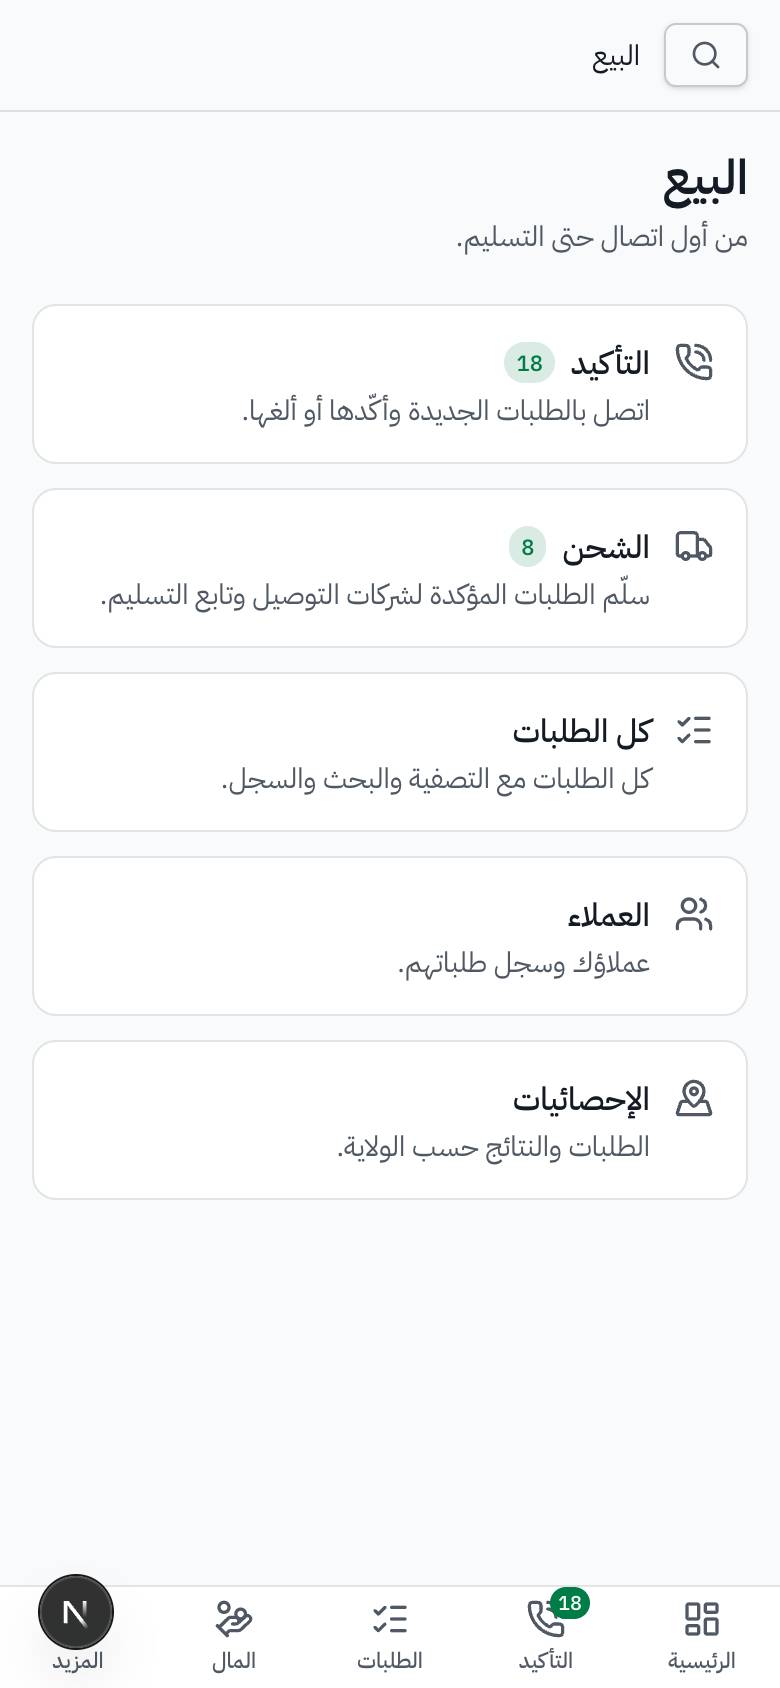 البيع
البيع
من أول اتصال حتى التسليم.
التأكيد 18
اتصل بالطلبات الجديدة وأكّدها أو ألغها.
الشحن 8
سلّم الطلبات المؤكدة لشركات التوصيل وتابع التسليم.
كل الطلبات
كل الطلبات مع التصفية والبحث والسجل.
العملاء
عملاؤك وسجل طلباتهم.
الإحصائيات
الطلبات والنتائج حسب الولاية.
18
N
الرئيسية
التأكيد
الطلبات
المال
المزيد